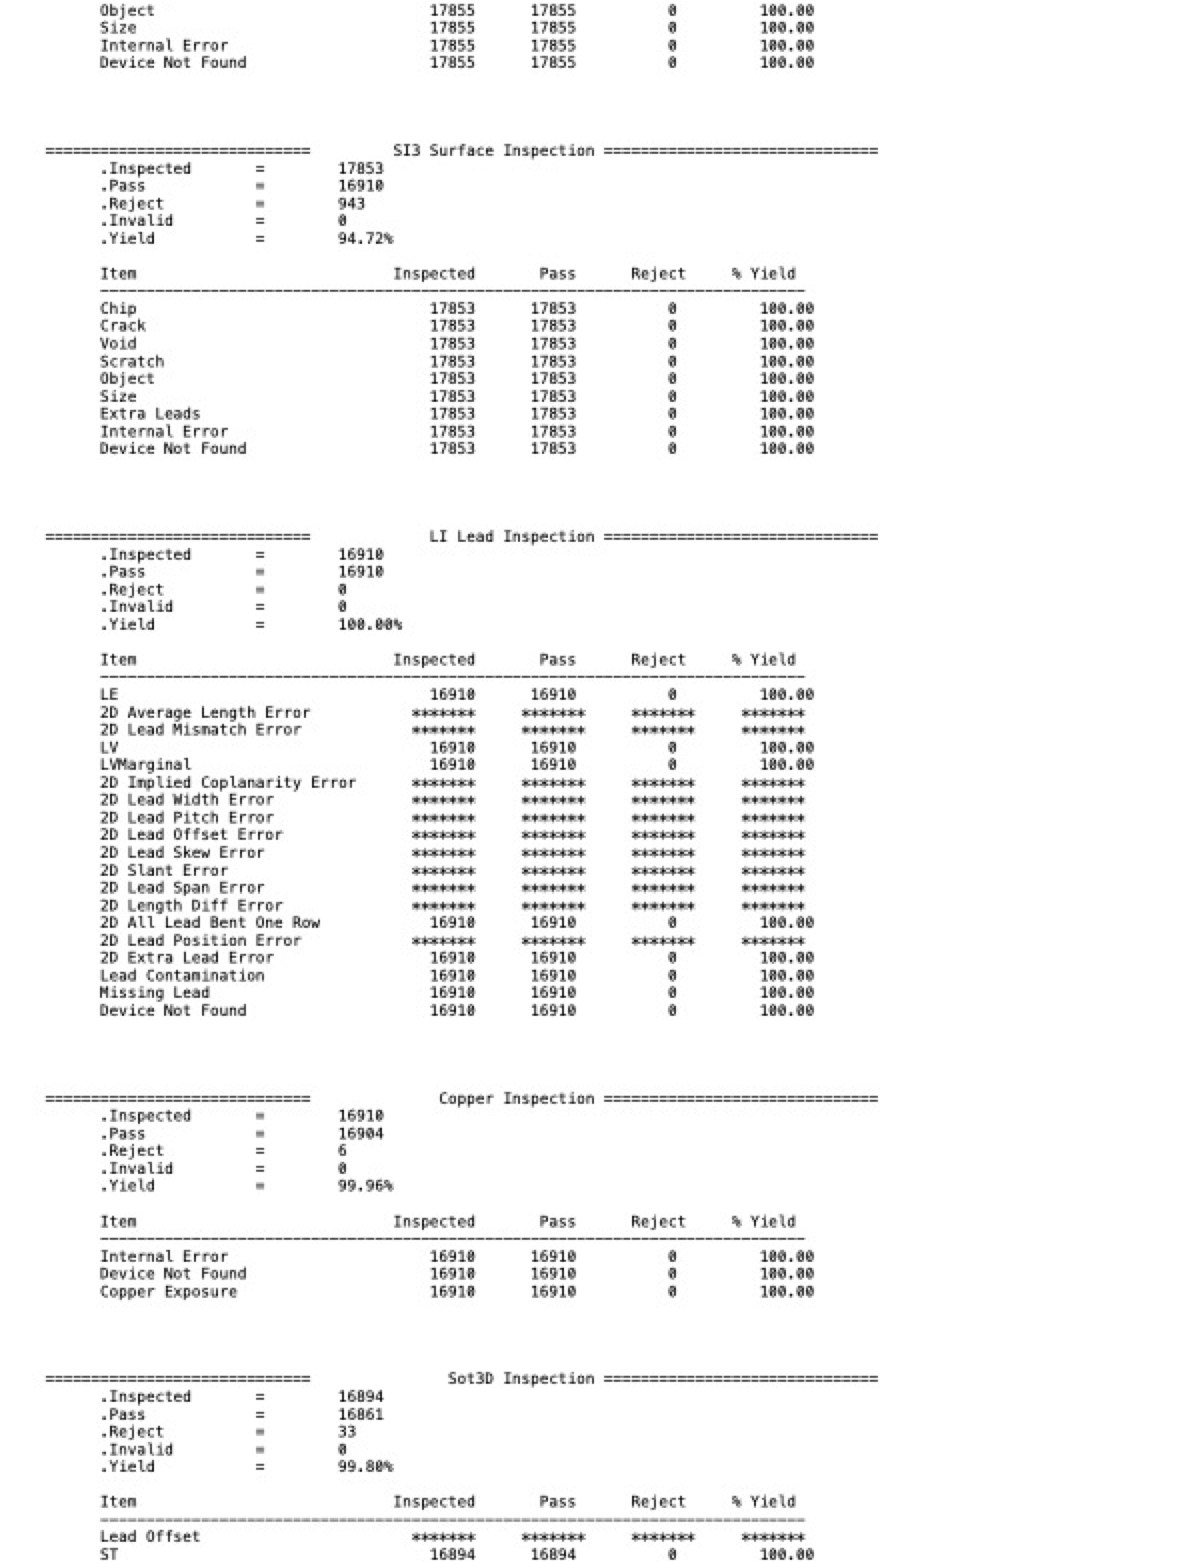 Object 17855 17855 0 100.00
Size 17855 17855 0 100.00
Internal Error 17855 17855 0 100.00
Device Not Found 17855 17855 0 100.00
============================= SI3 Surface Inspection ==============================
.Inspected = 17853
.Pass = 16910
.Reject = 943
.Invalid = 0
.Yield = 94.72%
Item Inspected Pass Reject % Yield
-----------------------------------------------------------------------------
Chip 17853 17853 0 100.00
Crack 17853 17853 0 100.00
Void 17853 17853 0 100.00
Scratch 17853 17853 0 100.00
Object 17853 17853 0 100.00
Size 17853 17853 0 100.00
Extra Leads 17853 17853 0 100.00
Internal Error 17853 17853 0 100.00
Device Not Found 17853 17853 0 100.00
============================= LI Lead Inspection ==============================
.Inspected = 16910
.Pass = 16910
.Reject = 0
.Invalid = 0
.Yield = 100.00%
Item Inspected Pass Reject % Yield
-----------------------------------------------------------------------------
LE 16910 16910 0 100.00
2D Average Length Error ******* ******* ******* *******
2D Lead Mismatch Error ******* ******* ******* *******
LV 16910 16910 0 100.00
LVMarginal 16910 16910 0 100.00
2D Implied Coplanarity Error ******* ******* ******* *******
2D Lead Width Error ******* ******* ******* *******
2D Lead Pitch Error ******* ******* ******* *******
2D Lead Offset Error ******* ******* ******* *******
2D Lead Skew Error ******* ******* ******* *******
2D Slant Error ******* ******* ******* *******
2D Lead Span Error ******* ******* ******* *******
2D Length Diff Error ******* ******* ******* *******
2D All Lead Bent One Row 16910 16910 0 100.00
2D Lead Position Error ******* ******* ******* *******
2D Extra Lead Error 16910 16910 0 100.00
Lead Contamination 16910 16910 0 100.00
Missing Lead 16910 16910 0 100.00
Device Not Found 16910 16910 0 100.00
============================= Copper Inspection ==============================
.Inspected = 16910
.Pass = 16904
.Reject = 6
.Invalid = 0
.Yield = 99.96%
Item Inspected Pass Reject % Yield
-----------------------------------------------------------------------------
Internal Error 16910 16910 0 100.00
Device Not Found 16910 16910 0 100.00
Copper Exposure 16910 16910 0 100.00
============================= Sot3D Inspection ==============================
.Inspected = 16894
.Pass = 16861
.Reject = 33
.Invalid = 0
.Yield = 99.80%
Item Inspected Pass Reject % Yield
-----------------------------------------------------------------------------
Lead Offset ******* ******* ******* *******
ST 16894 16894 0 100.00